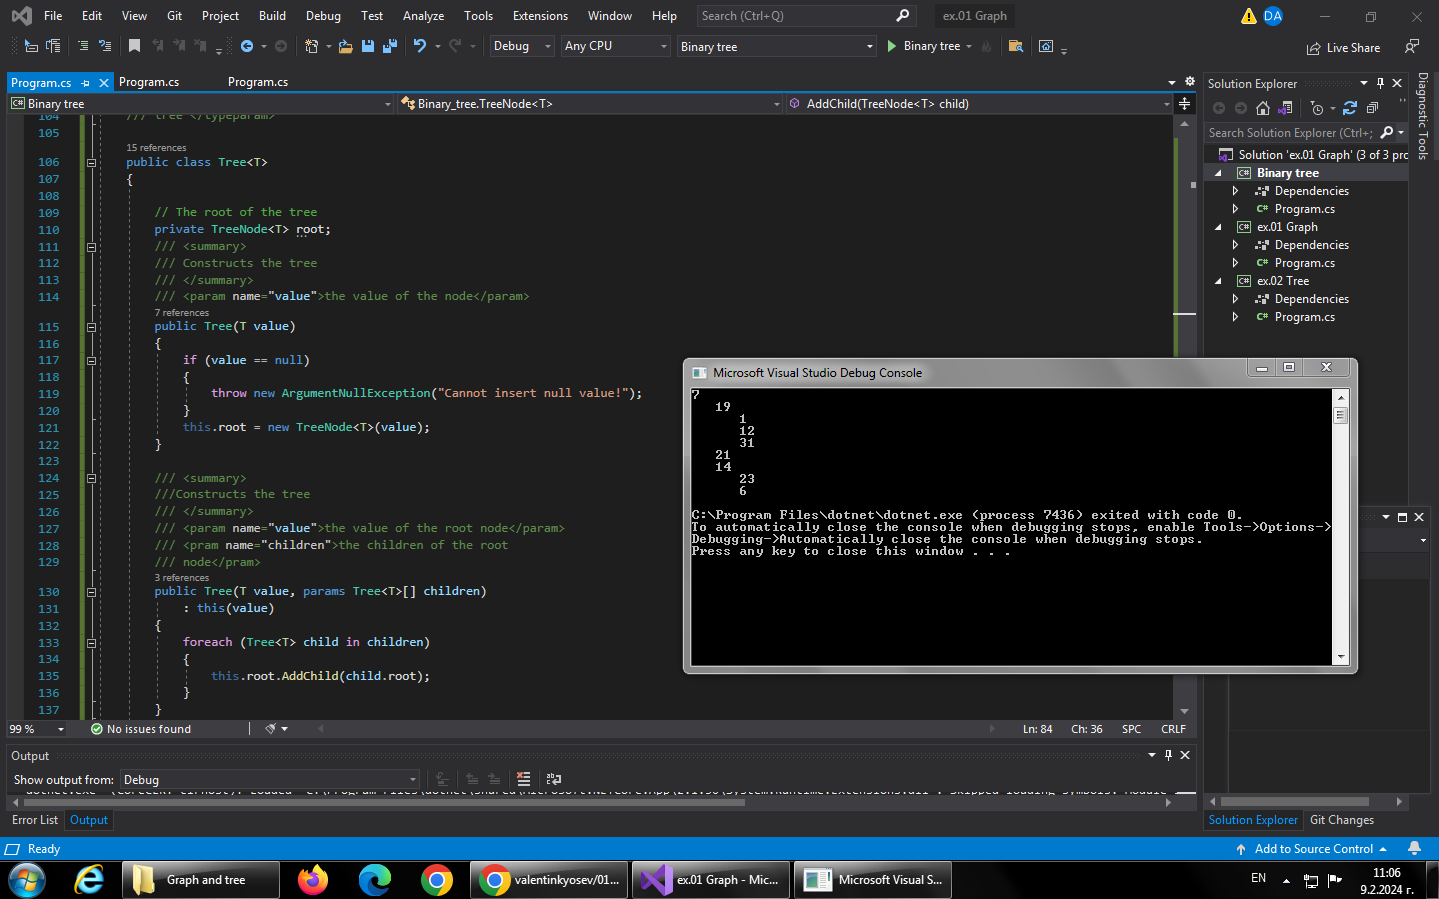 File Edit View Git Project Build Debug Test Analyze Tools Extensions Window Help Search (Ctrl+Q) ex.01 Graph DA
Debug Any CPU Binary tree Binary tree Live Share
Program.cs Program.cs Program.cs
Binary tree Binary_tree.TreeNode<T> AddChild(TreeNode<T> child)
104 /// tree </typeparam>
105
15 references
106 public class Tree<T>
107 {
108
109 // The root of the tree
110 private TreeNode<T> root;
111 /// <summary>
112 /// Constructs the tree
113 /// </summary>
114 /// <param name="value">the value of the node</param>
7 references
115 public Tree(T value)
116 {
117 if (value == null)
118 {
119 throw new ArgumentNullException("Cannot insert null value!");
120 }
121 this.root = new TreeNode<T>(value);
122 }
123
124 /// <summary>
125 ///Constructs the tree
126 /// </summary>
127 /// <param name="value">the value of the root node</param>
128 /// <pram name="children">the children of the root
129 /// node</pram>
3 references
130 public Tree(T value, params Tree<T>[] children)
131 : this(value)
132 {
133 foreach (Tree<T> child in children)
134 {
135 this.root.AddChild(child.root);
136 }
137 }
99 % No issues found Ln: 84 Ch: 36 SPC CRLF
Microsoft Visual Studio Debug Console
7
19
1
12
31
21
14
23
6
C:\Program Files\dotnet\dotnet.exe (process 7436) exited with code 0.
To automatically close the console when debugging stops, enable Tools->Options->
Debugging->Automatically close the console when debugging stops.
Press any key to close this window . . .
Solution Explorer
Search Solution Explorer (Ctrl+;
Solution 'ex.01 Graph' (3 of 3 pro
Binary tree
Dependencies
C# Program.cs
ex.01 Graph
Dependencies
C# Program.cs
ex.02 Tree
Dependencies
C# Program.cs
Diagnostic Tools
Output
Show output from: Debug
Error List Output
Solution Explorer Git Changes
Ready Add to Source Control
Graph and tree valentinkyosev/01... ex.01 Graph - Mic... Microsoft Visual S... EN 11:06
9.2.2024 г.